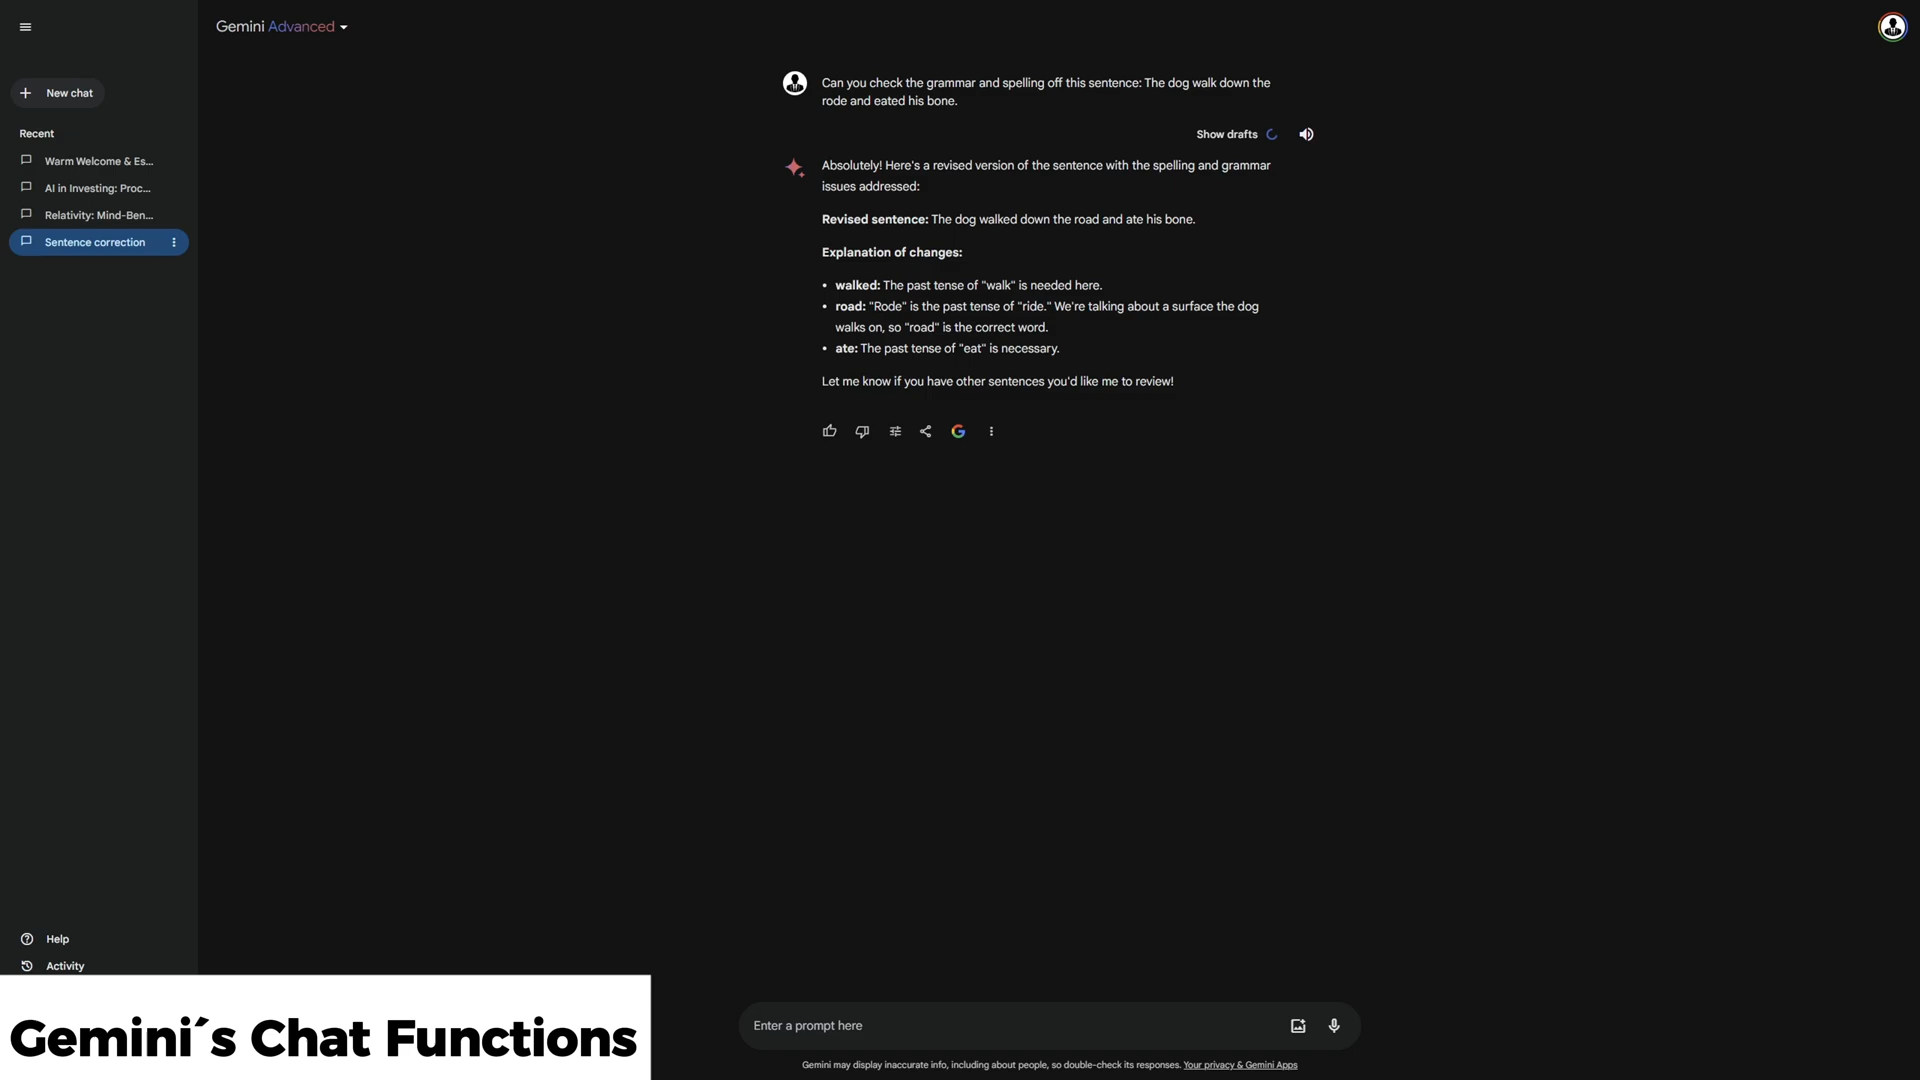 Gemini Advanced
New chat
Recent
Warm Welcome & Es...
AI in Investing: Proc...
Relativity: Mind-Ben...
Sentence correction
Can you check the grammar and spelling off this sentence: The dog walk down the
rode and eated his bone.
Show drafts
Absolutely! Here's a revised version of the sentence with the spelling and grammar
issues addressed:
Revised sentence: The dog walked down the road and ate his bone.
Explanation of changes:
• walked: The past tense of "walk" is needed here.
• road: "Rode" is the past tense of "ride." We're talking about a surface the dog
walks on, so "road" is the correct word.
• ate: The past tense of "eat" is necessary.
Let me know if you have other sentences you'd like me to review!
Help
Activity
Gemini´s Chat Functions
Enter a prompt here
Gemini may display inaccurate info, including about people, so double-check its responses. Your privacy & Gemini Apps